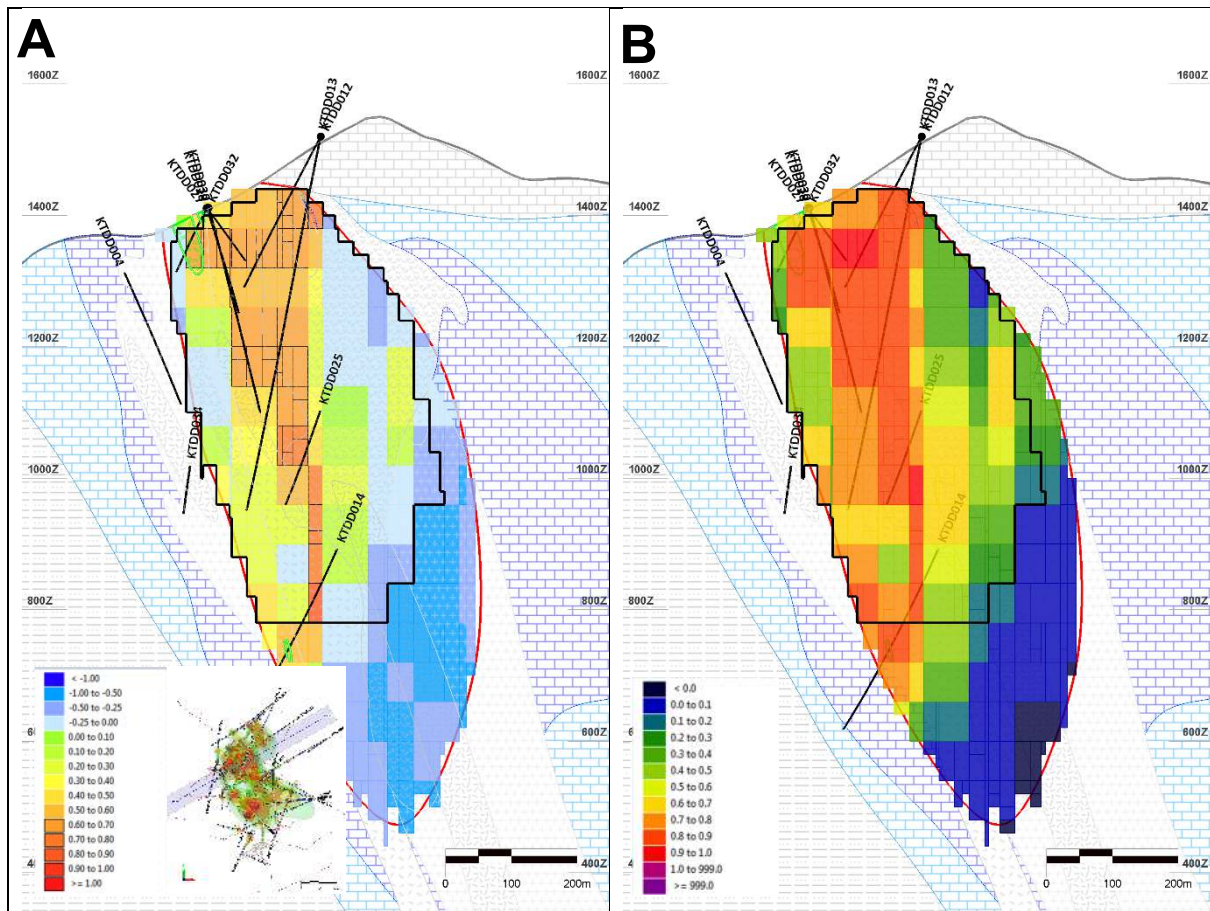 A
1600Z
1600Z
KTDD013
KTDD012
KTDD032
1400Z
1400Z
KTDD004
1200Z
1200Z
KTDD025
1000Z
1000Z
KTDD014
800Z
800Z
600Z
400Z
< -1.00
-1.00 to -0.50
-0.50 to -0.25
-0.25 to 0.00
0.00 to 0.10
0.10 to 0.20
0.20 to 0.30
0.30 to 0.40
0.40 to 0.50
0.50 to 0.60
0.60 to 0.70
0.70 to 0.80
0.80 to 0.90
0.90 to 1.00
>= 1.00
0 100 200m
B
1600Z
1600Z
KTDD013
KTDD012
KTDD032
1400Z
1400Z
KTDD004
1200Z
1200Z
KTDD025
1000Z
1000Z
KTDD014
800Z
800Z
600Z
400Z
< 0.0
0.0 to 0.1
0.1 to 0.2
0.2 to 0.3
0.3 to 0.4
0.4 to 0.5
0.5 to 0.6
0.6 to 0.7
0.7 to 0.8
0.8 to 0.9
0.9 to 1.0
1.0 to 999.0
>= 999.0
0 100 200m